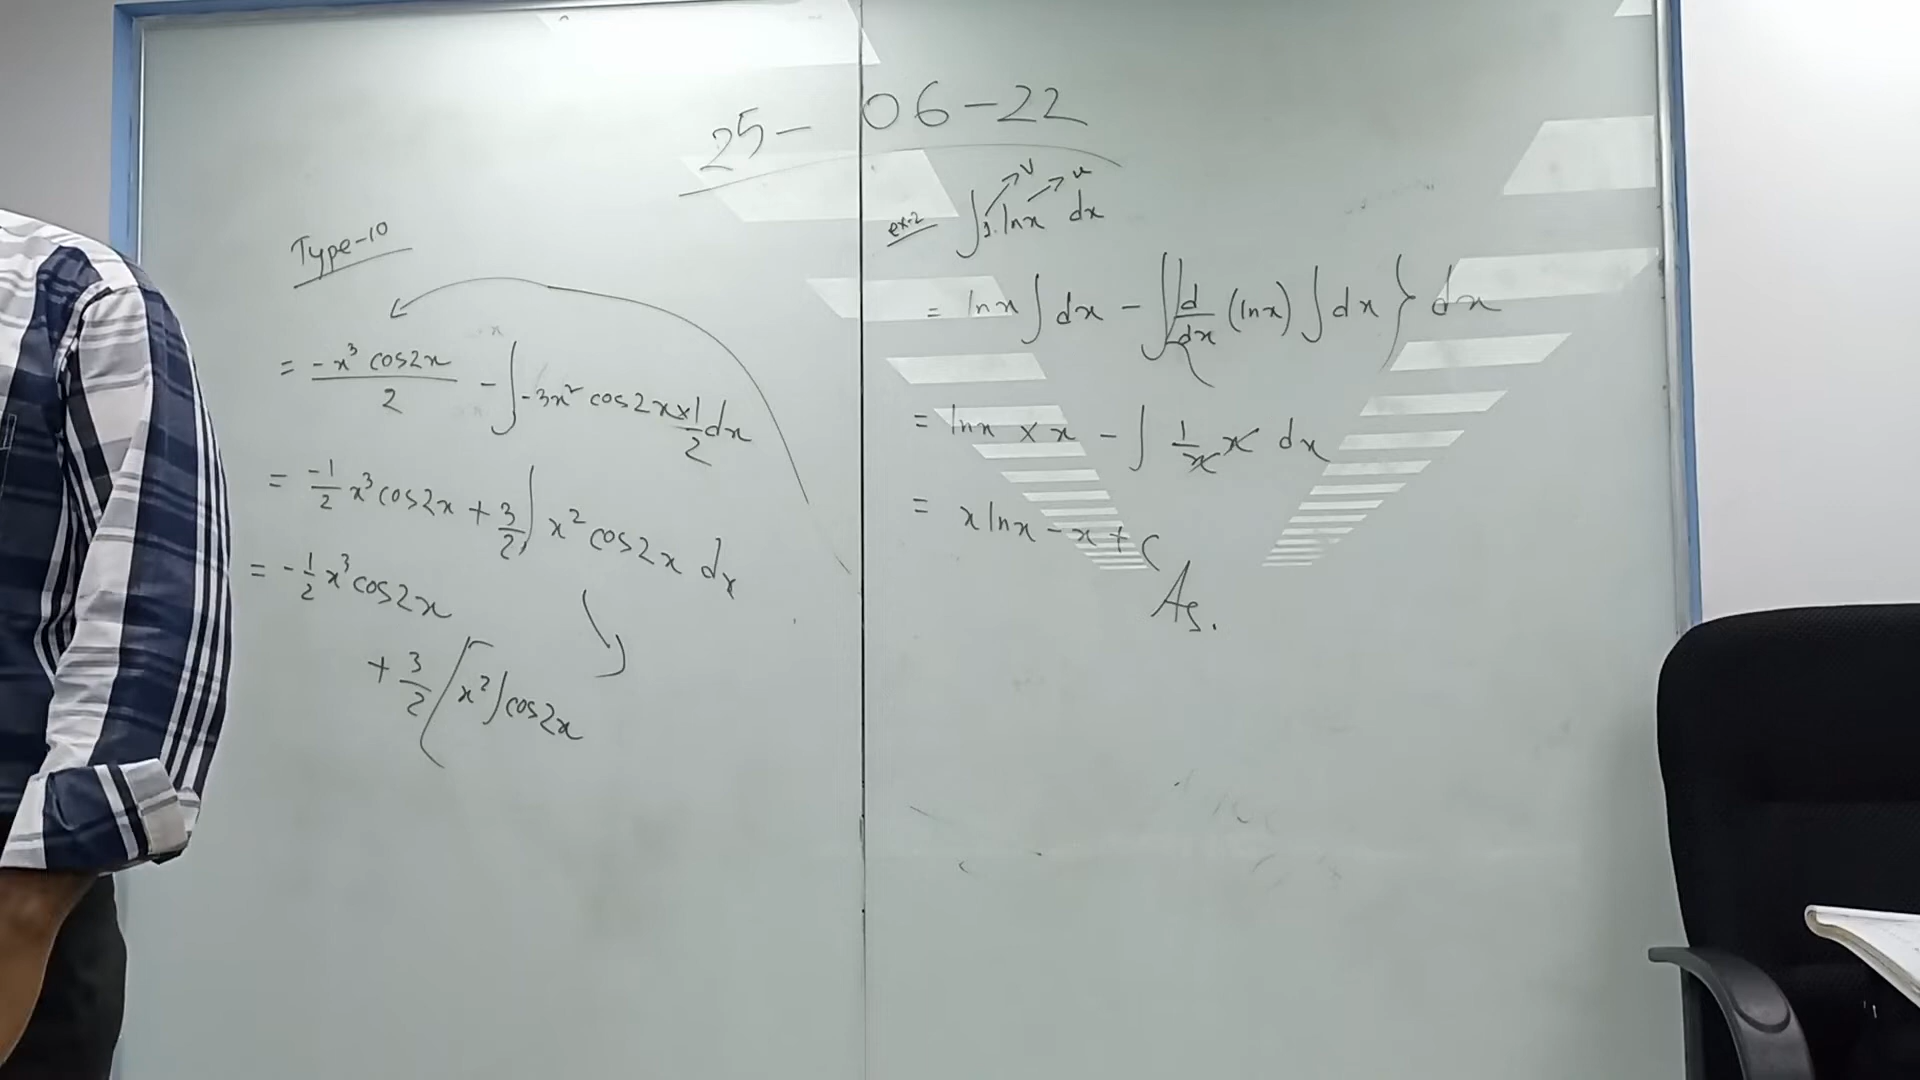 25-06-22
Type-10
= -x³ cos2x / 2 - ∫ -3x² cos2x × 1/2 dx
= -1/2 x³ cos2x + 3/2 ∫ x² cos2x dx
= -1/2 x³ cos2x
+ 3/2 [x² ∫ cos2x
ex-2 ∫ 1. lnx dx
v u
= lnx ∫ dx - ∫ { d/dx (lnx) ∫ dx } dx
= lnx × x - ∫ 1/x x dx
= x lnx - x + c
As.